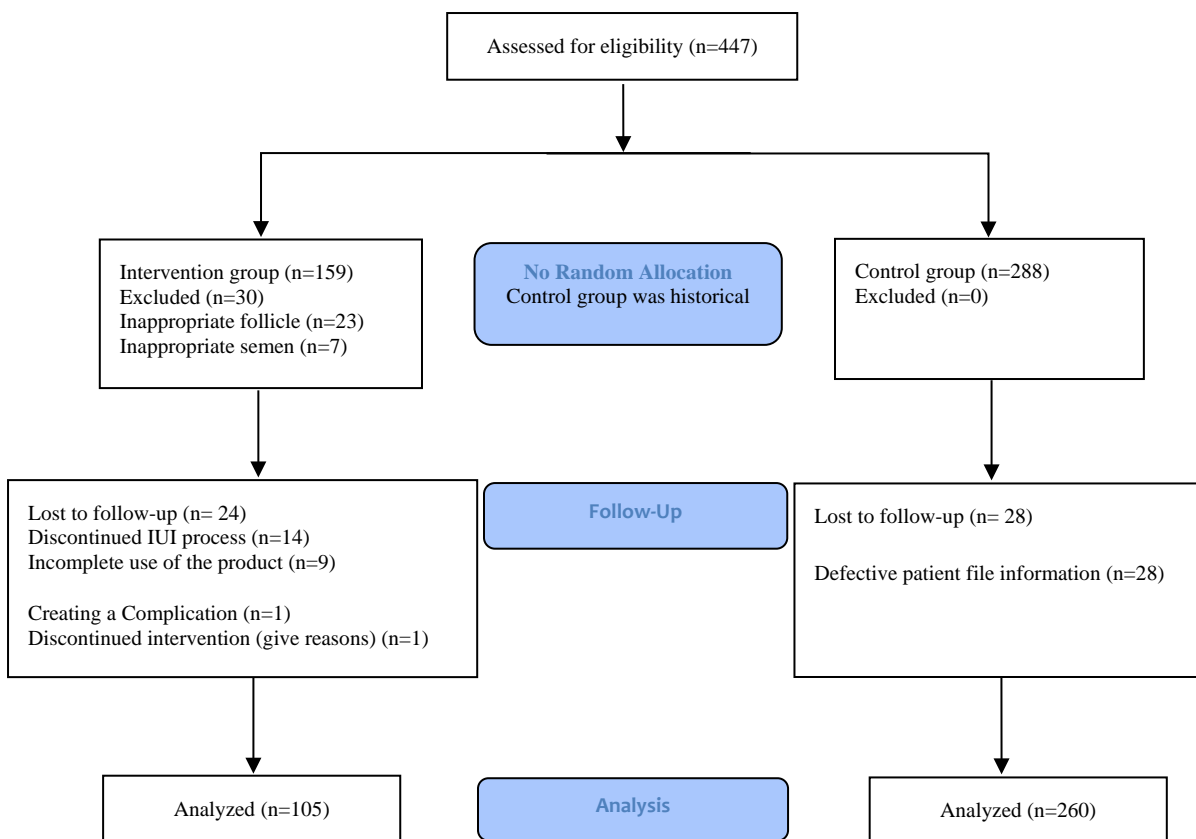 Assessed for eligibility (n=447)
Intervention group (n=159)
Excluded (n=30)
Inappropriate follicle (n=23)
Inappropriate semen (n=7)
No Random Allocation
Control group was historical
Control group (n=288)
Excluded (n=0)
Lost to follow-up (n= 24)
Discontinued IUI process (n=14)
Incomplete use of the product (n=9)
Creating a Complication (n=1)
Discontinued intervention (give reasons) (n=1)
Follow-Up
Lost to follow-up (n= 28)
Defective patient file information (n=28)
Analyzed (n=105)
Analysis
Analyzed (n=260)